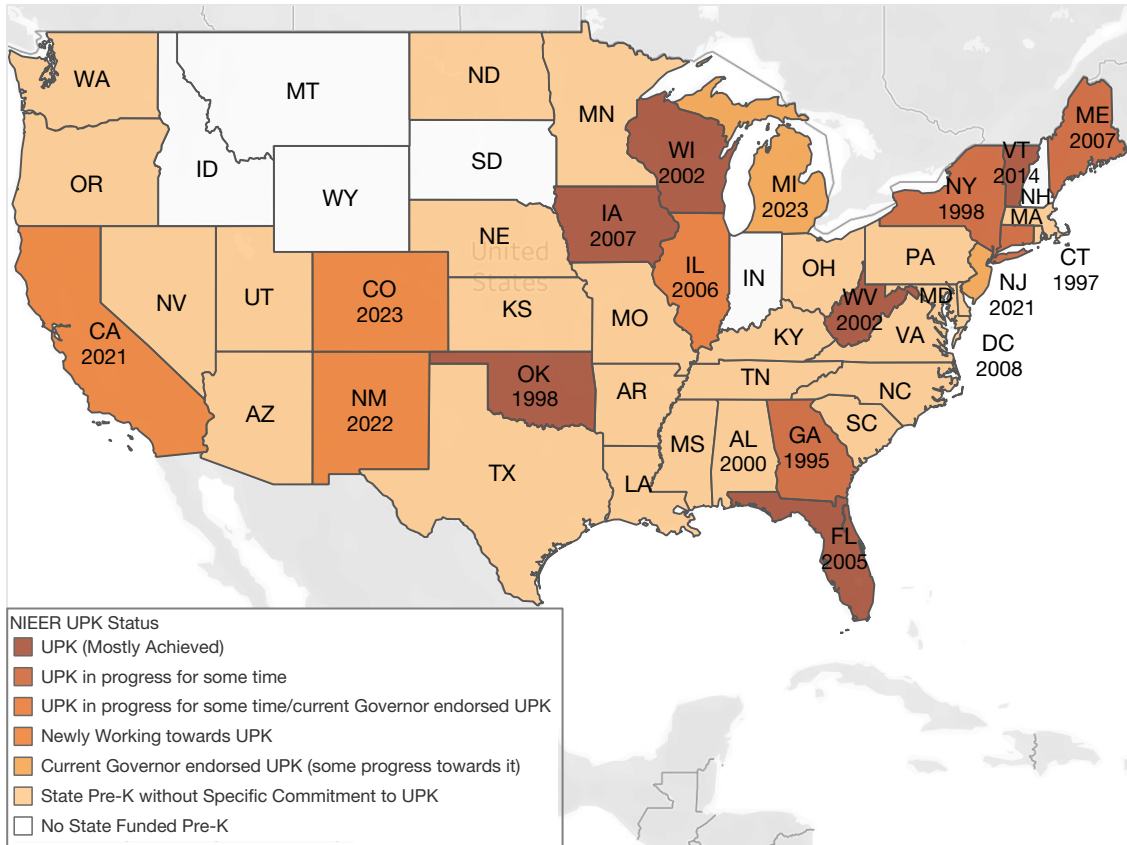 WA
MT
ND
MN
ME
2007
OR
ID
SD
WI
2002
VT
2014
NH
NY
1998
MA
WY
MI
2023
IA
2007
NE
United
States
CT
1997
NV
UT
CO
2023
IL
2006
IN
OH
PA
NJ
2021
CA
2021
KS
MO
WV
2002
MD
VA
KY
DC
2008
AZ
NM
2022
OK
1998
AR
TN
NC
SC
TX
LA
MS
AL
2000
GA
1995
FL
2005
NIEER UPK Status
UPK (Mostly Achieved)
UPK in progress for some time
UPK in progress for some time/current Governor endorsed UPK
Newly Working towards UPK
Current Governor endorsed UPK (some progress towards it)
State Pre-K without Specific Commitment to UPK
No State Funded Pre-K